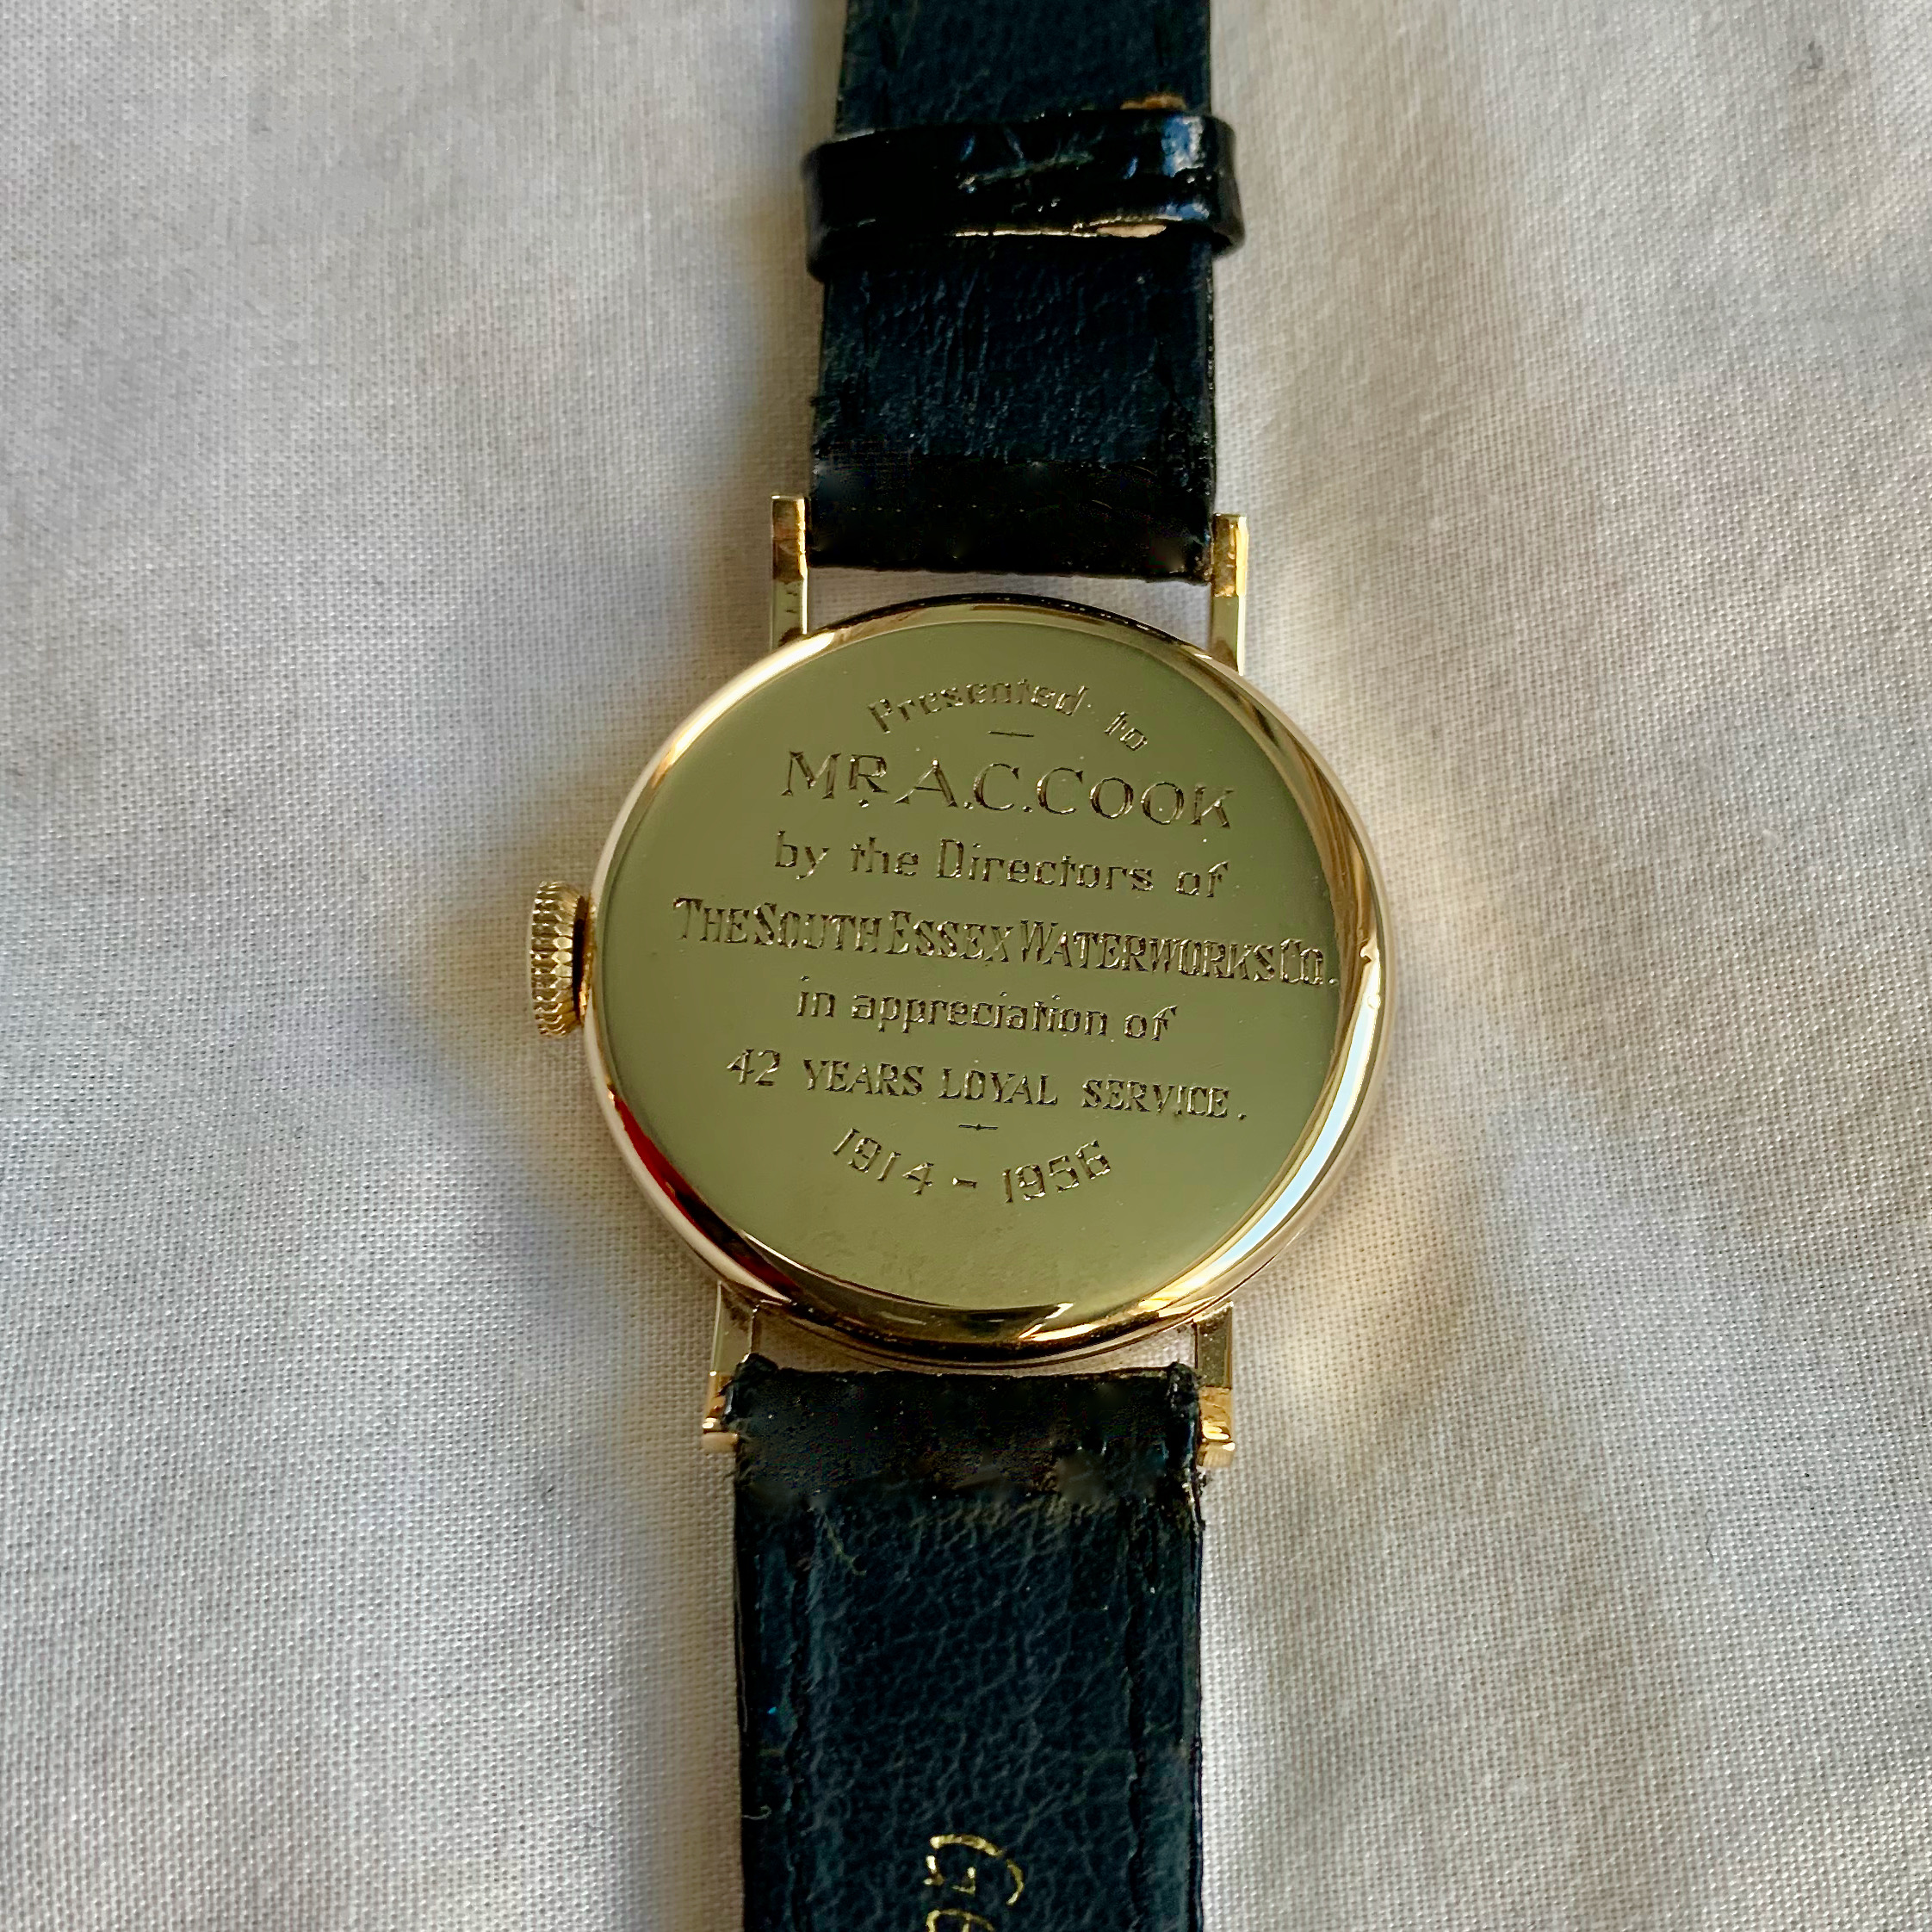 Presented to
MR. A.C. COOK
by the Directors of
THE SOUTH ESSEX WATERWORKS CO.
in appreciation of
42 YEARS LOYAL SERVICE.
1914 - 1956
Ge